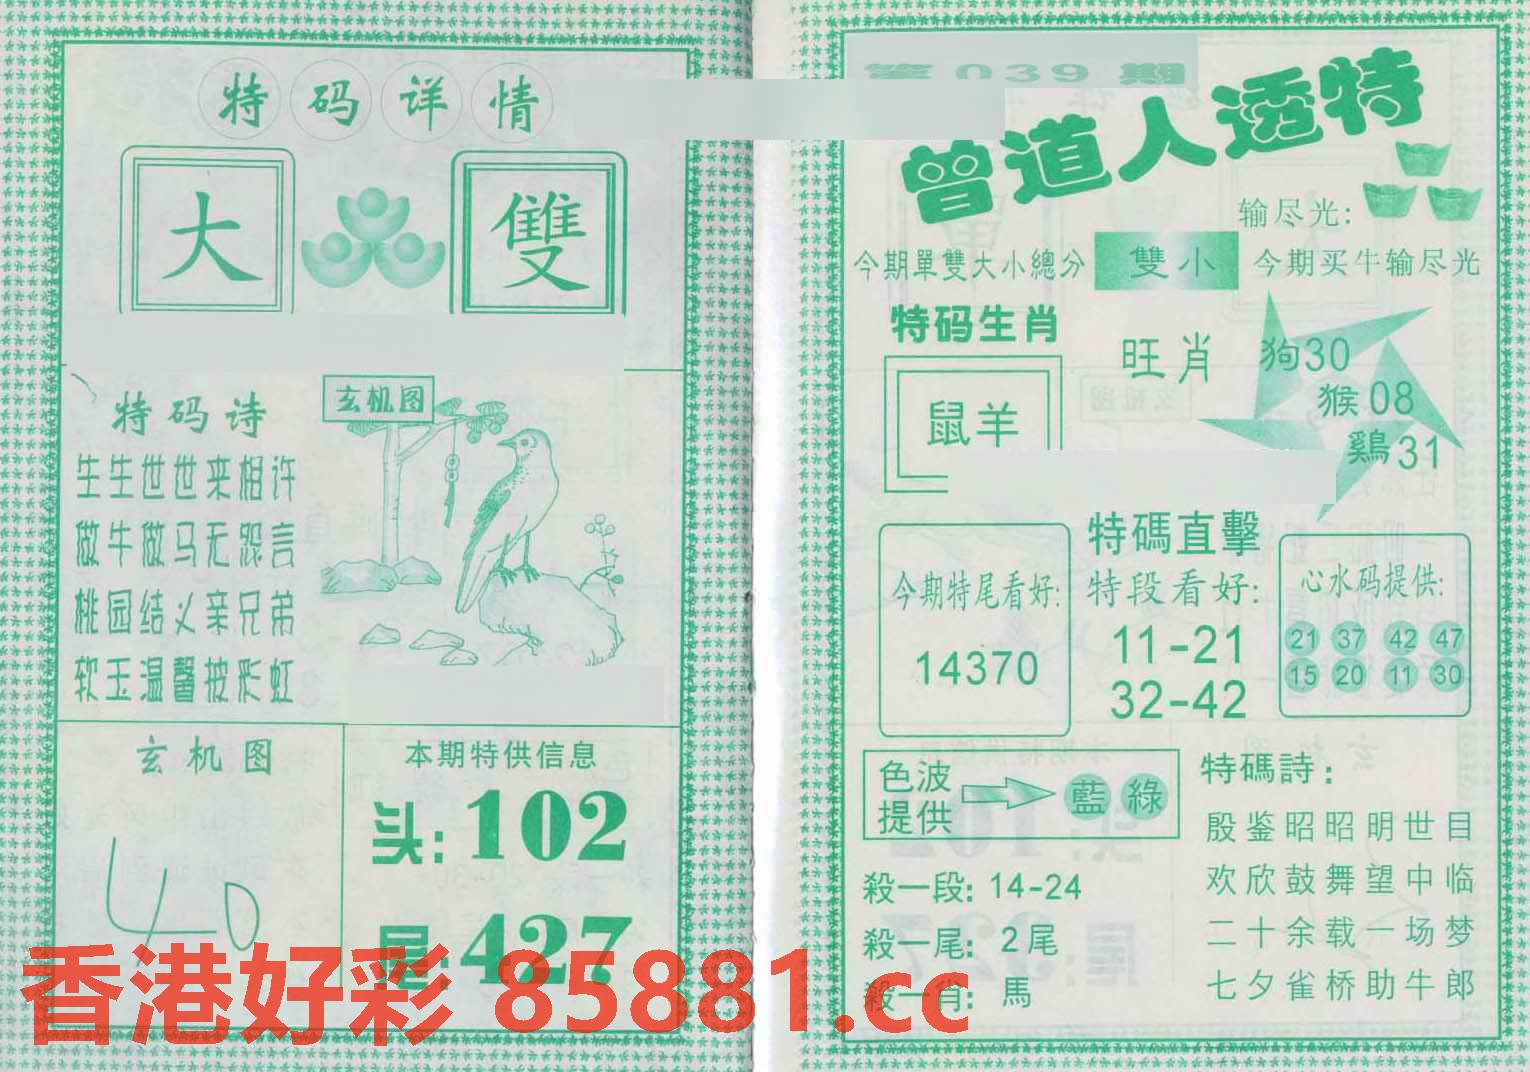 特码详情
大 雙
特码诗
生生世世来相许
做牛做马无怨言
桃园结义亲兄弟
软玉温馨披彩虹
玄机图
玄机图
40
本期特供信息
头:102
尾:427
第039期
曾道人透特
输尽光:
今期單雙大小總分 雙小 今期买牛输尽光
特码生肖
鼠羊
旺肖
狗30
猴08
鷄31
今期特尾看好:
14370
特碼直擊
特段看好:
11-21
32-42
心水码提供:
21 37 42 47
15 20 11 30
色波提供 藍 綠
殺一段: 14-24
殺一尾: 2尾
殺一肖: 馬
特碼詩:
殷鉴昭昭明世目
欢欣鼓舞望中临
二十余载一场梦
七夕雀桥助牛郎
香港好彩 85881.cc